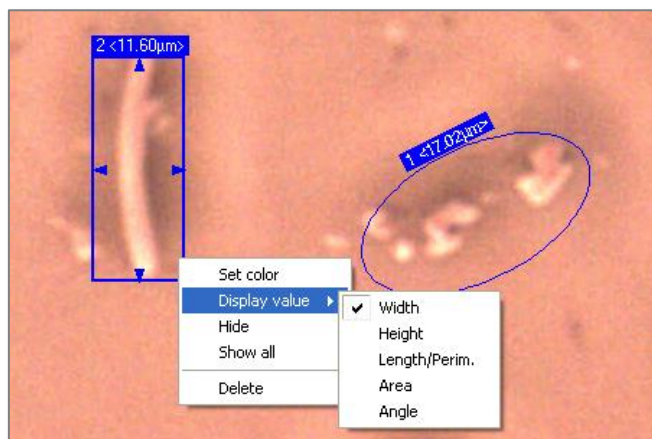 2 <11.60µm>
1 <17.02µm>
Set color
Display value
Hide
Show all
Delete
Width
Height
Length/Perim.
Area
Angle